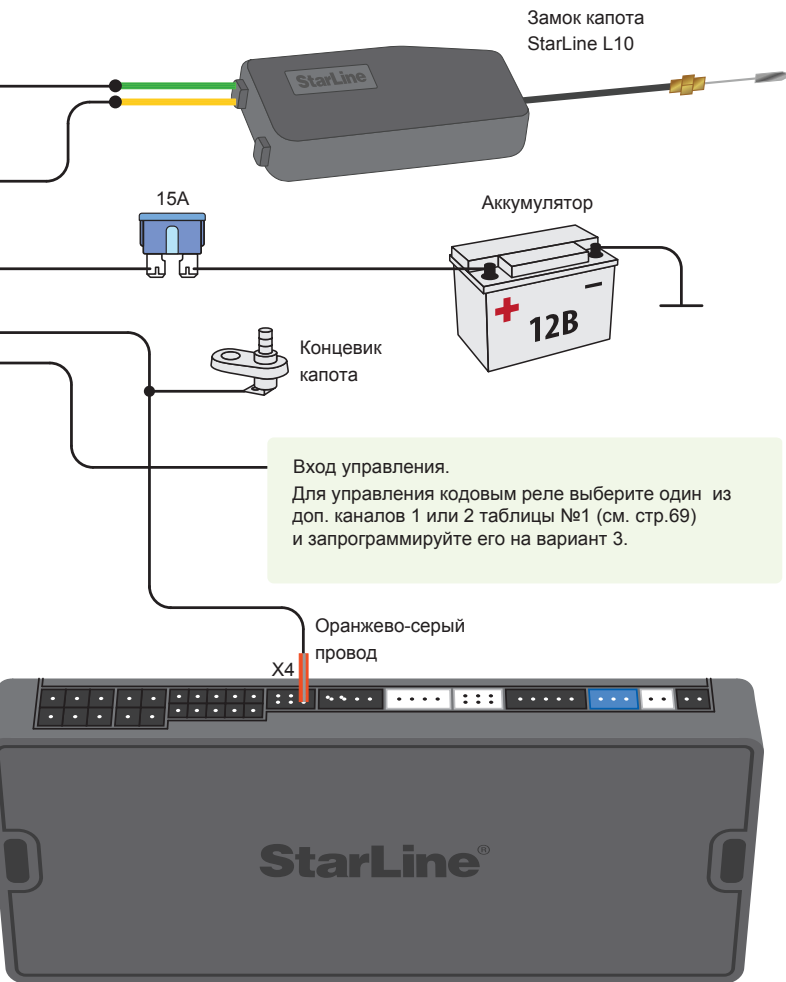 Замок капота
StarLine L10
StarLine
15А
Аккумулятор
12В
Концевик
капота
Вход управления.
Для управления кодовым реле выберите один из
доп. каналов 1 или 2 таблицы №1 (см. стр.69)
и запрограммируйте его на вариант 3.
Оранжево-серый
провод
X4
StarLine®